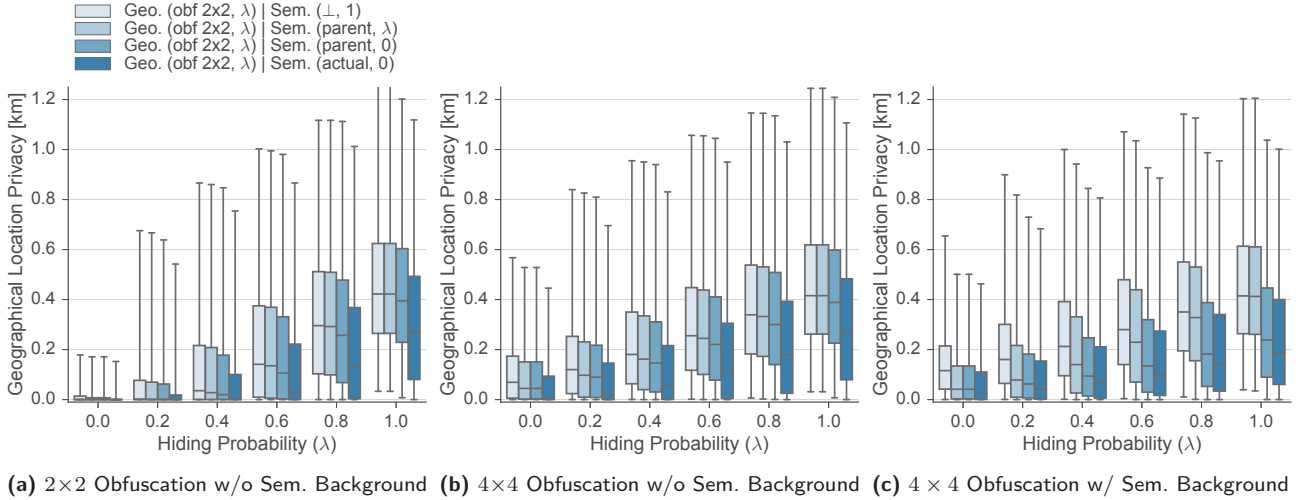 Geo. (obf 2x2, λ) | Sem. (⊥, 1)
Geo. (obf 2x2, λ) | Sem. (parent, λ)
Geo. (obf 2x2, λ) | Sem. (parent, 0)
Geo. (obf 2x2, λ) | Sem. (actual, 0)
Geographical Location Privacy [km]
1.2
1.0
0.8
0.6
0.4
0.2
0.0
0.0 0.2 0.4 0.6 0.8 1.0
Hiding Probability (λ)
(a) 2×2 Obfuscation w/o Sem. Background
Geographical Location Privacy [km]
1.2
1.0
0.8
0.6
0.4
0.2
0.0
0.0 0.2 0.4 0.6 0.8 1.0
Hiding Probability (λ)
(b) 4×4 Obfuscation w/o Sem. Background
Geographical Location Privacy [km]
1.2
1.0
0.8
0.6
0.4
0.2
0.0
0.0 0.2 0.4 0.6 0.8 1.0
Hiding Probability (λ)
(c) 4 × 4 Obfuscation w/ Sem. Background